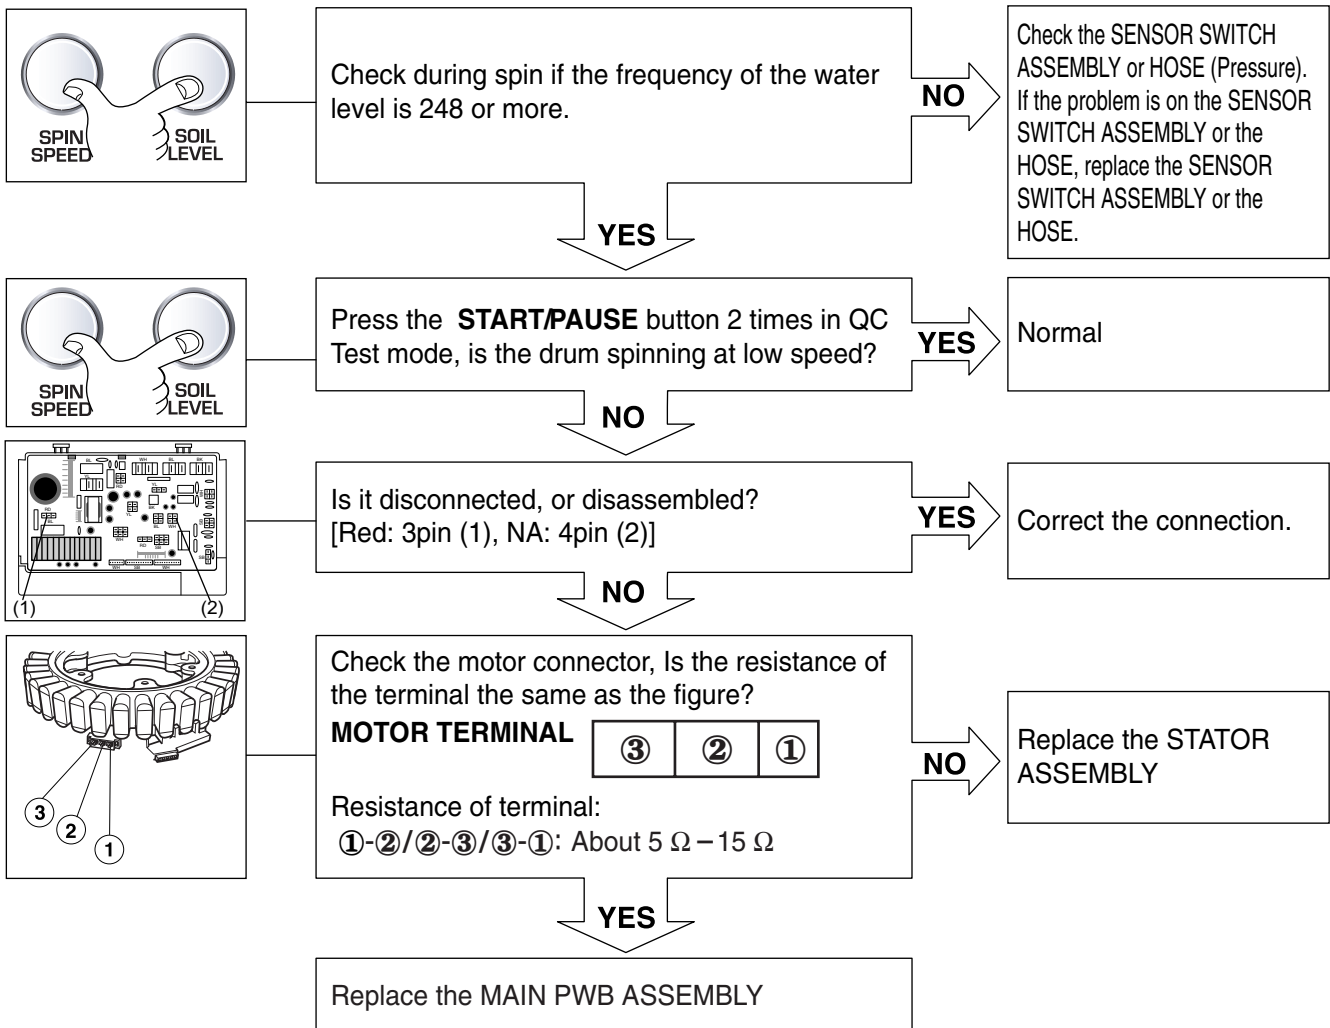 SPIN
SPEED
SOIL
LEVEL
Check during spin if the frequency of the water
level is 248 or more.
NO
Check the SENSOR SWITCH
ASSEMBLY or HOSE (Pressure).
If the problem is on the SENSOR
SWITCH ASSEMBLY or the
HOSE, replace the SENSOR
SWITCH ASSEMBLY or the
HOSE.
YES
SPIN
SPEED
SOIL
LEVEL
Press the START/PAUSE button 2 times in QC
Test mode, is the drum spinning at low speed?
YES
Normal
NO
(1)
(2)
Is it disconnected, or disassembled?
[Red: 3pin (1), NA: 4pin (2)]
YES
Correct the connection.
NO
3
2
1
Check the motor connector, Is the resistance of
the terminal the same as the figure?
MOTOR TERMINAL
③ ② ①
Resistance of terminal:
①-②/②-③/③-①: About 5 Ω – 15 Ω
NO
Replace the STATOR
ASSEMBLY
YES
Replace the MAIN PWB ASSEMBLY